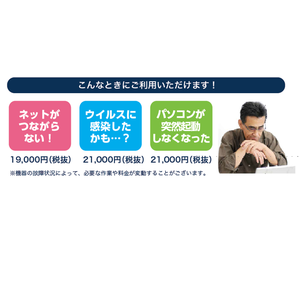 こんなときにご利用いただけます!
ネットが
つながら
ない!
ウイルスに
感染した
かも…?
パソコンが
突然起動
しなくなった
19,000円(税抜)
21,000円(税抜)
21,000円(税抜)
※機器の故障状況によって、必要な作業や料金が変動することがございます。